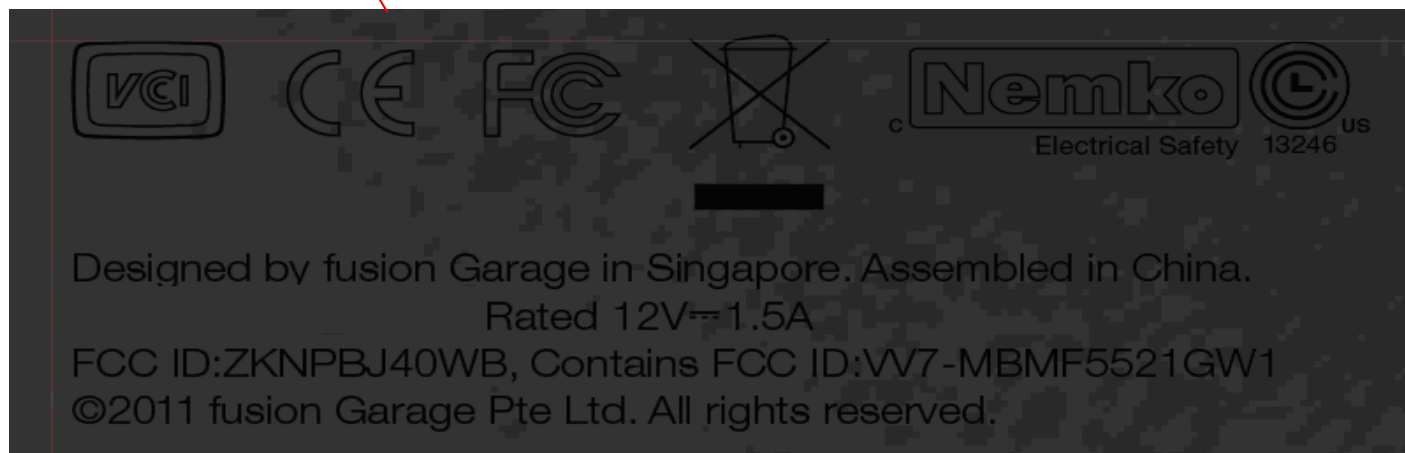 VCI CE FC Nemko
C US
Electrical Safety 13246
Designed by fusion Garage in Singapore. Assembled in China.
Rated 12V⎓1.5A
FCC ID:ZKNPBJ40WB, Contains FCC ID:VV7-MBMF5521GW1
©2011 fusion Garage Pte Ltd. All rights reserved.